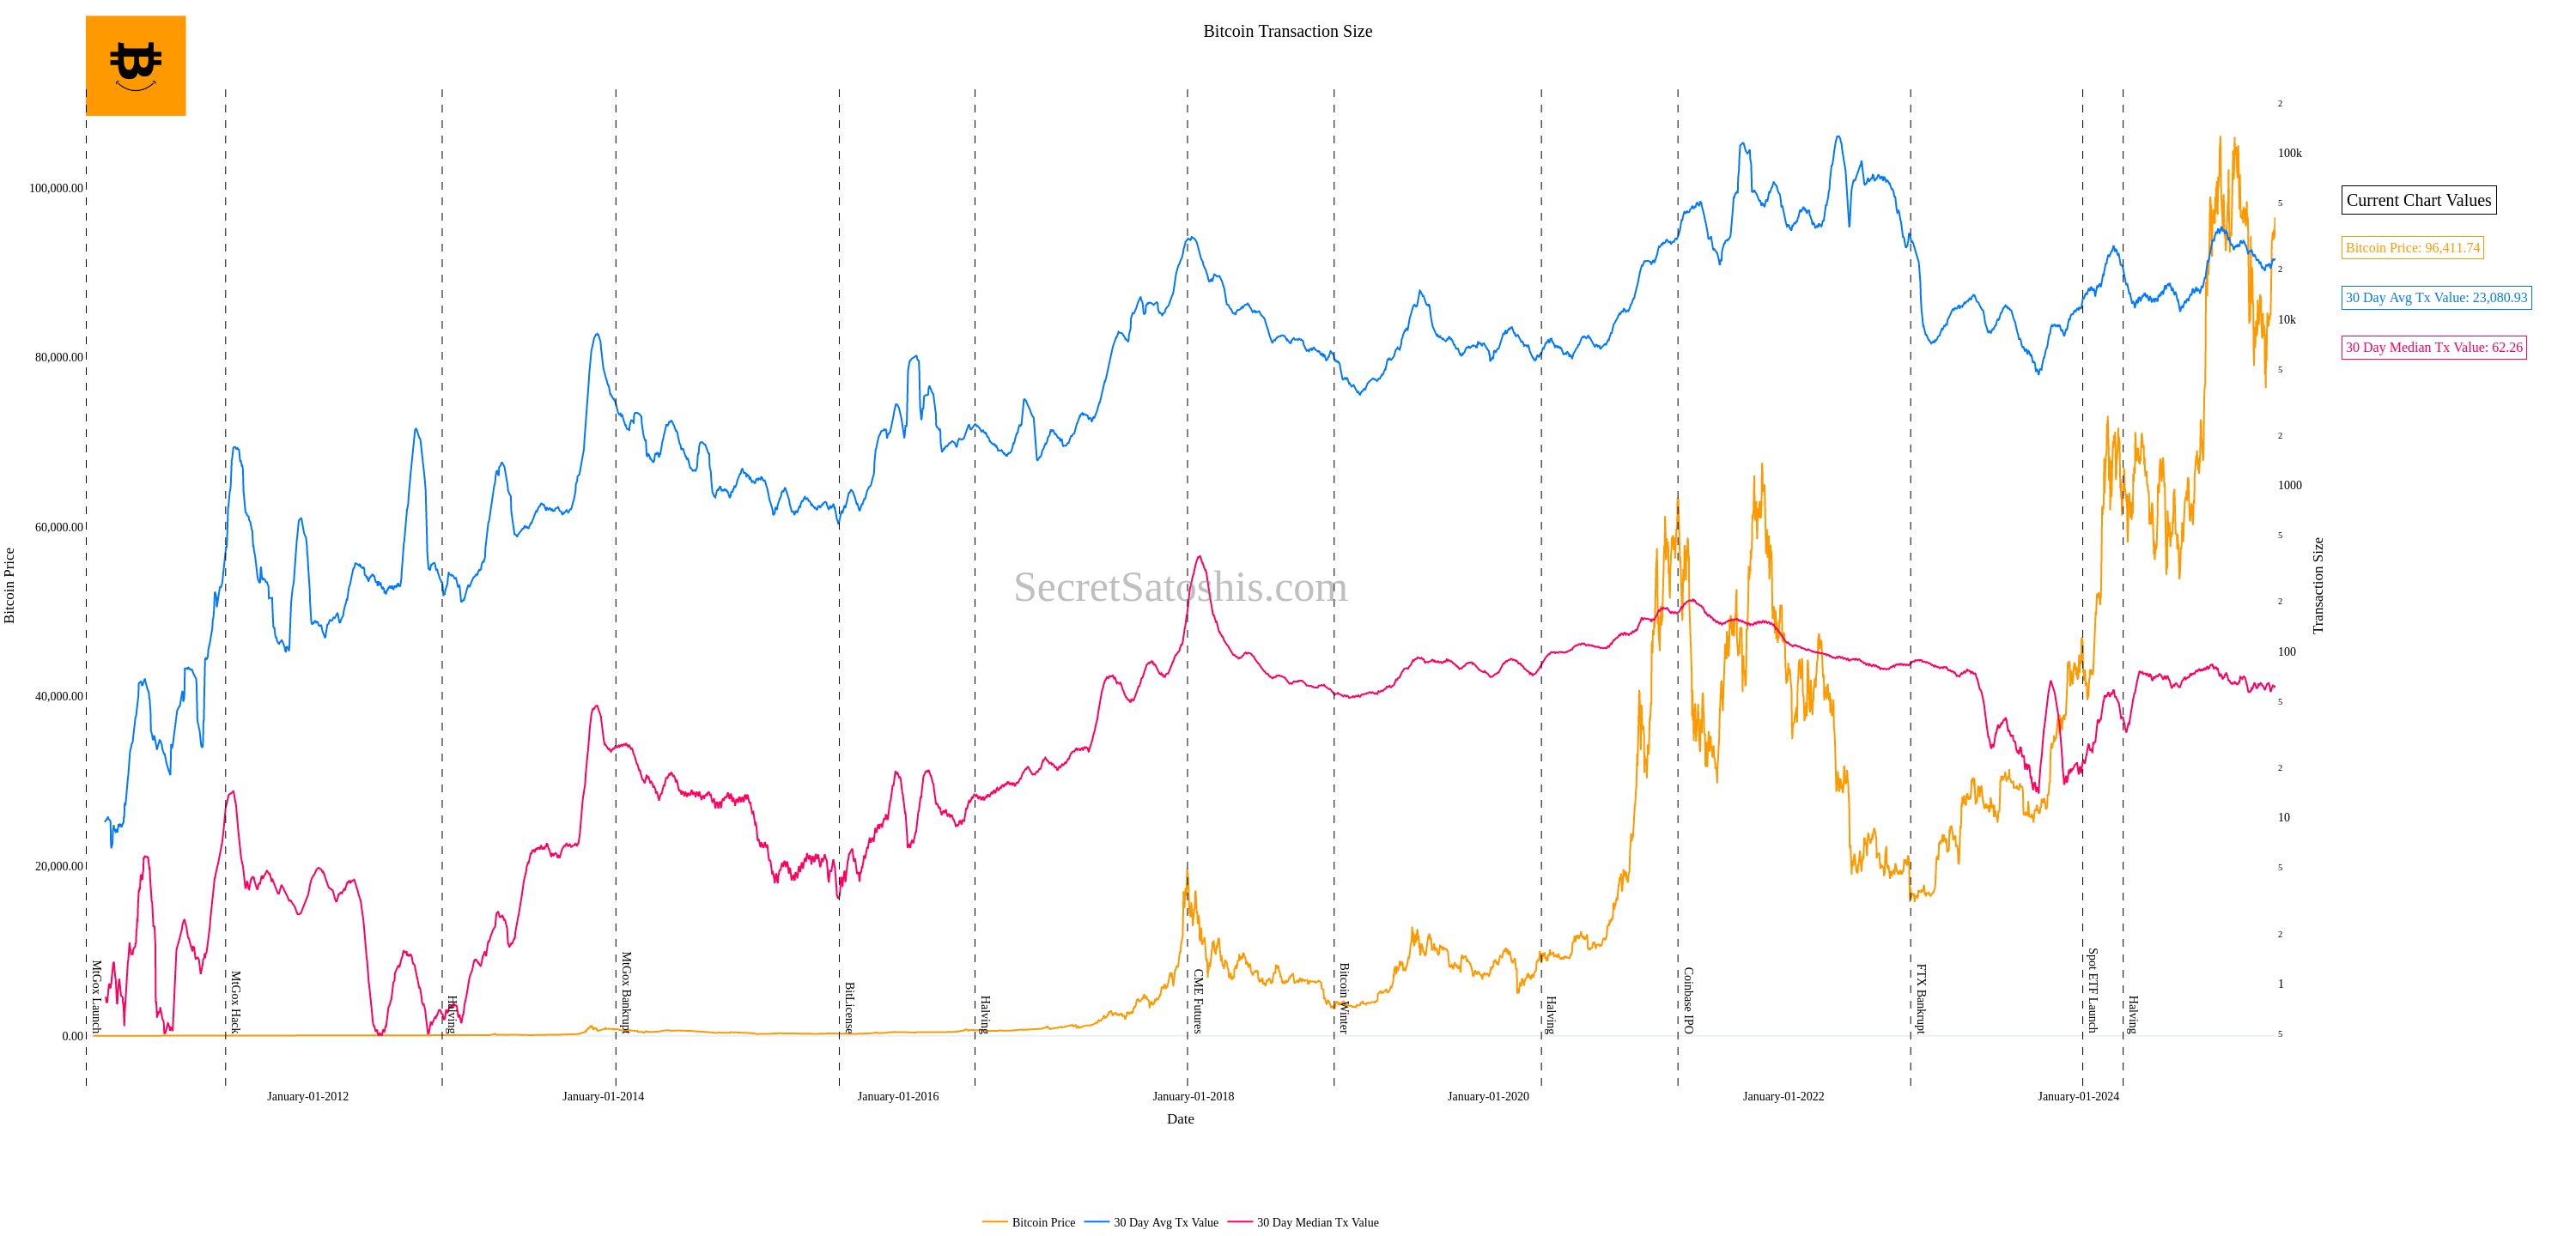 Bitcoin Transaction Size
Bitcoin Price
100,000.00
80,000.00
60,000.00
40,000.00
20,000.00
0.00
2
100k
5
2
10k
5
2
1000
5
2
100
5
2
10
5
2
1
5
Transaction Size
Current Chart Values
Bitcoin Price: 96,411.74
30 Day Avg Tx Value: 23,080.93
30 Day Median Tx Value: 62.26
SecretSatoshis.com
MtGox Launch
MtGox Hack
Halving
MtGox Bankrupt
BitLicense
Halving
CME Futures
Bitcoin Winter
Halving
Coinbase IPO
FTX Bankrupt
Spot ETF Launch
Halving
January-01-2012
January-01-2014
January-01-2016
January-01-2018
January-01-2020
January-01-2022
January-01-2024
Date
Bitcoin Price
30 Day Avg Tx Value
30 Day Median Tx Value